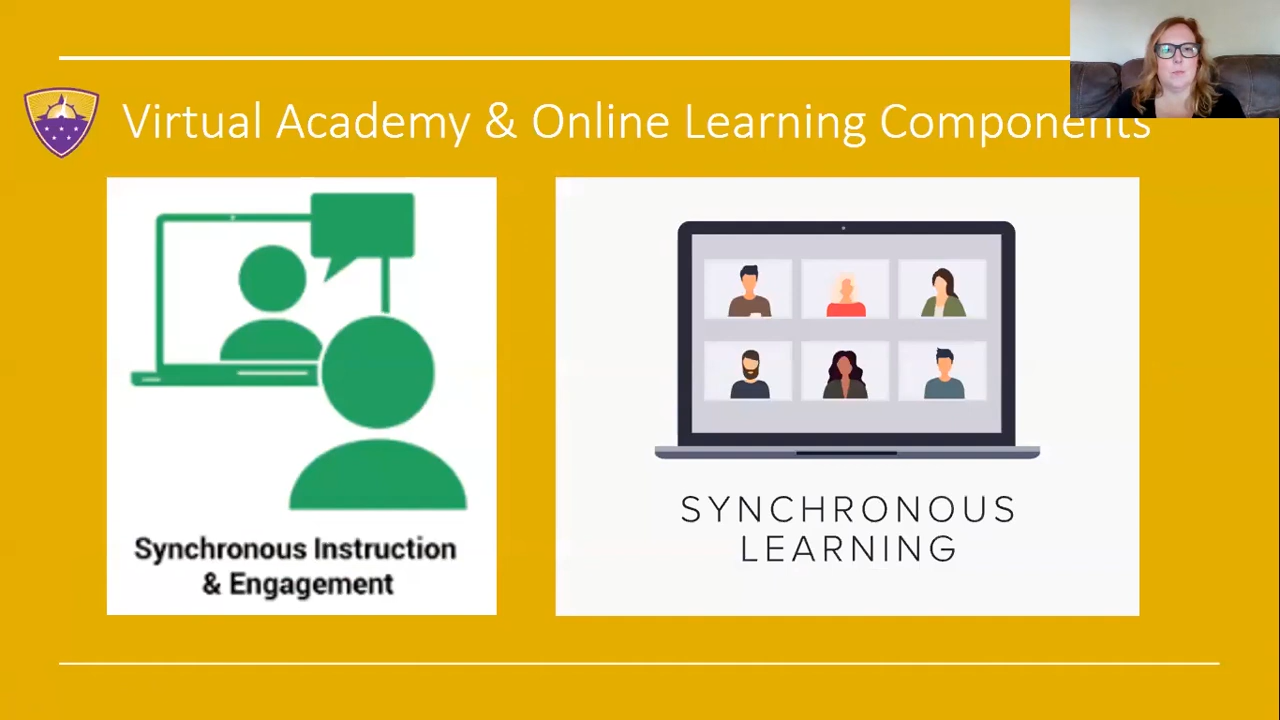 Virtual Academy & Online Learning Components
Synchronous Instruction
& Engagement
SYNCHRONOUS
LEARNING